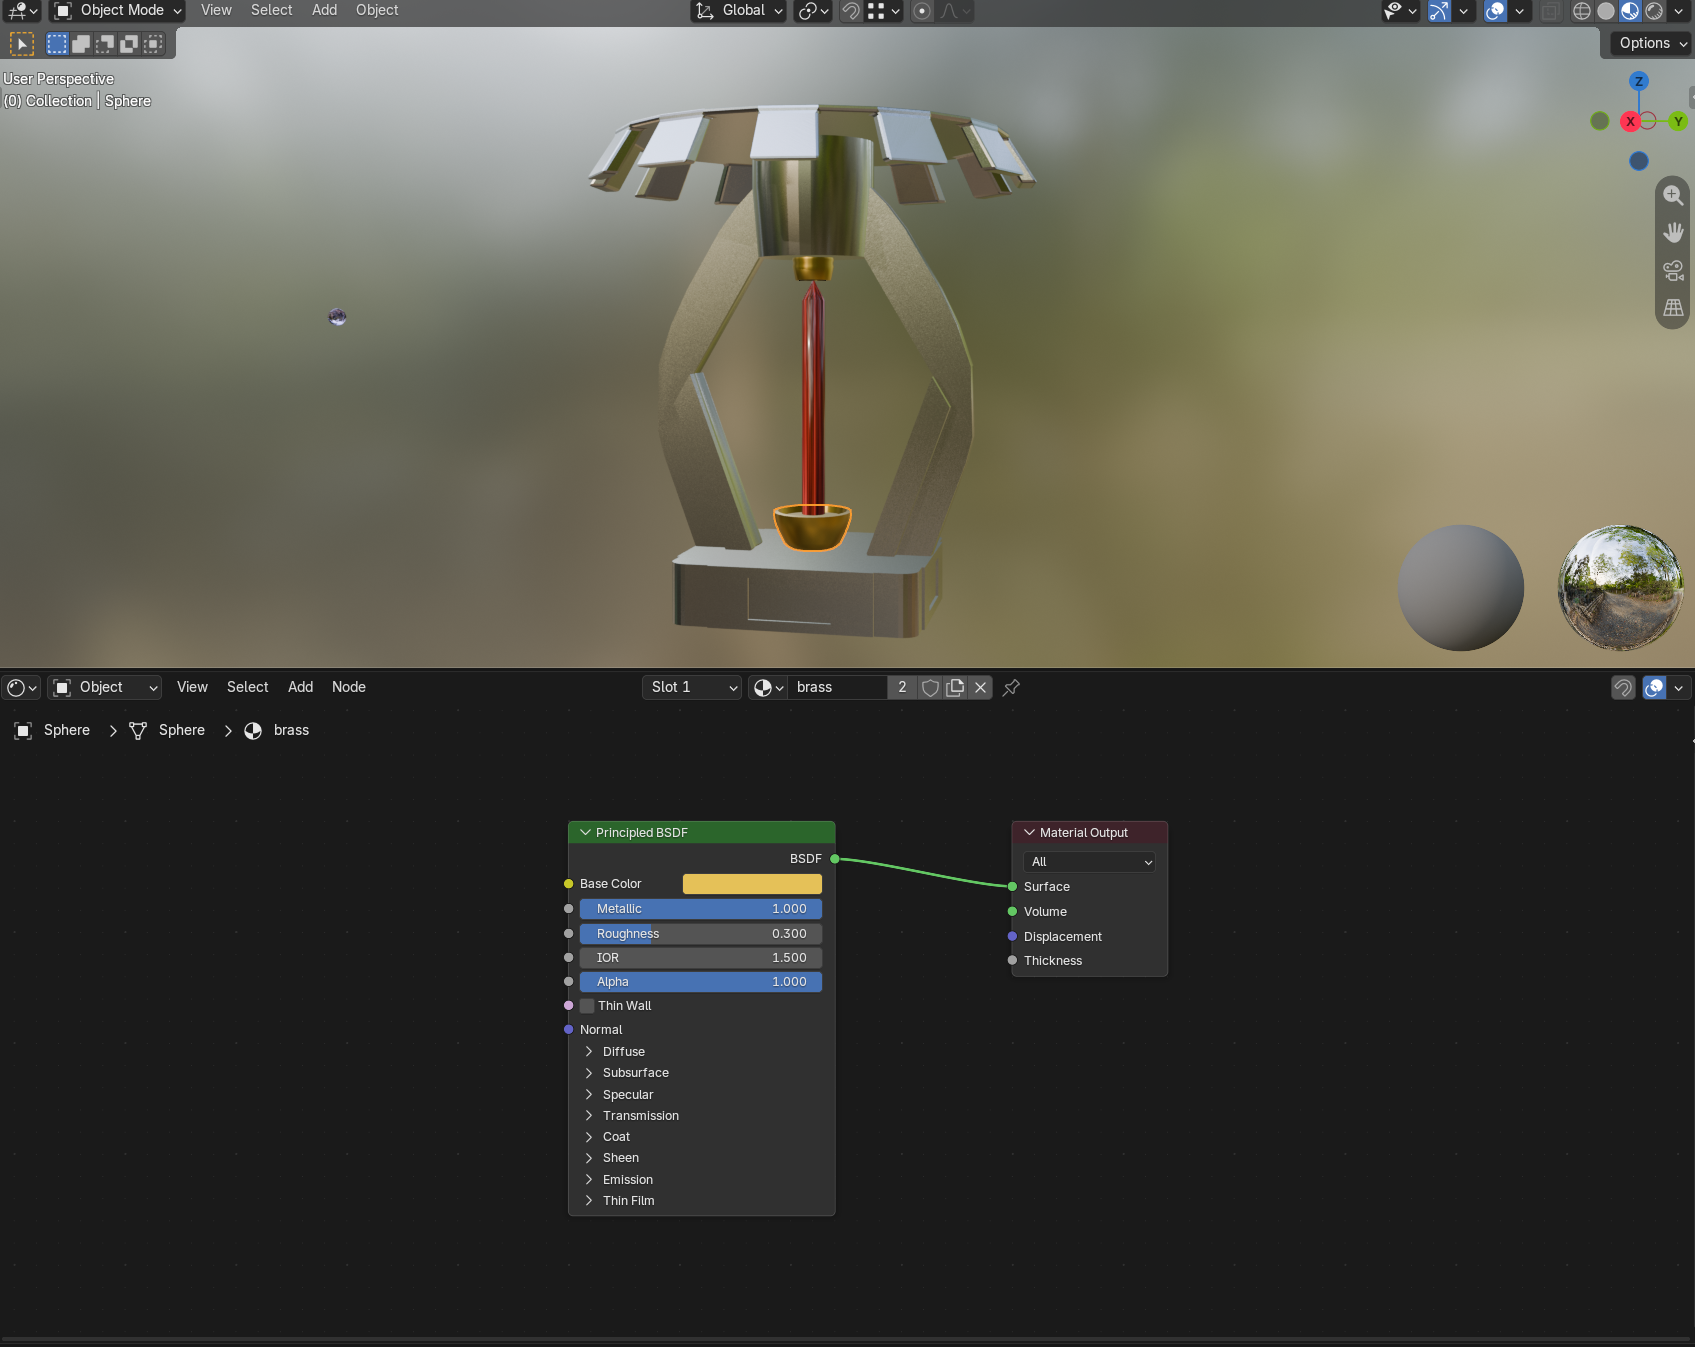 Object Mode View Select Add Object Global
Options
User Perspective
(0) Collection | Sphere
Z
X Y
Object View Select Add Node Slot 1 brass 2
Sphere Sphere brass
Principled BSDF
BSDF
Base Color
Metallic 1.000
Roughness 0.300
IOR 1.500
Alpha 1.000
Thin Wall
Normal
Diffuse
Subsurface
Specular
Transmission
Coat
Sheen
Emission
Thin Film
Material Output
All
Surface
Volume
Displacement
Thickness